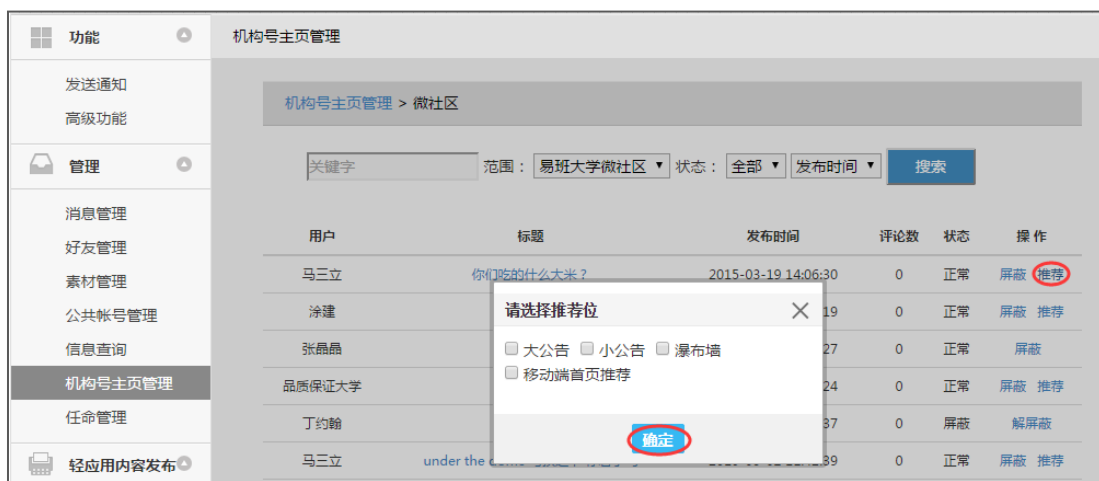 功能
发送通知
高级功能
管理
消息管理
好友管理
素材管理
公共帐号管理
信息查询
机构号主页管理
任命管理
轻应用内容发布
机构号主页管理
机构号主页管理 > 微社区
关键字 范围： 易班大学微社区 状态： 全部 发布时间 搜索
用户 标题 发布时间 评论数 状态 操作
马三立 你们吃的什么大米？ 2015-03-19 14:06:30 0 正常 屏蔽 推荐
涂建 19 0 正常 屏蔽 推荐
张晶晶 27 0 正常 屏蔽
品质保证大学 24 0 正常 屏蔽 推荐
丁约翰 37 0 屏蔽 解屏蔽
马三立 under the 39 0 正常 屏蔽 推荐
请选择推荐位
大公告 小公告 瀑布墙
移动端首页推荐
确定